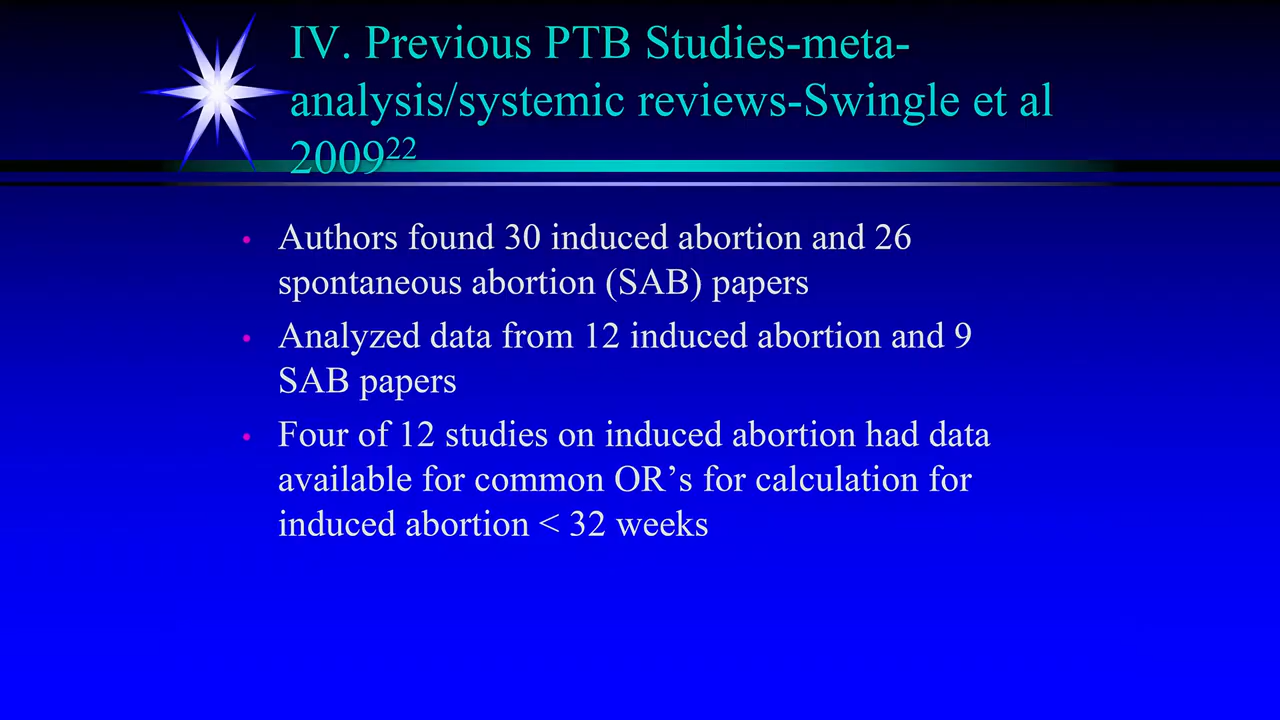 IV. Previous PTB Studies-meta-
analysis/systemic reviews-Swingle et al
2009²²
• Authors found 30 induced abortion and 26
spontaneous abortion (SAB) papers
• Analyzed data from 12 induced abortion and 9
SAB papers
• Four of 12 studies on induced abortion had data
available for common OR’s for calculation for
induced abortion < 32 weeks